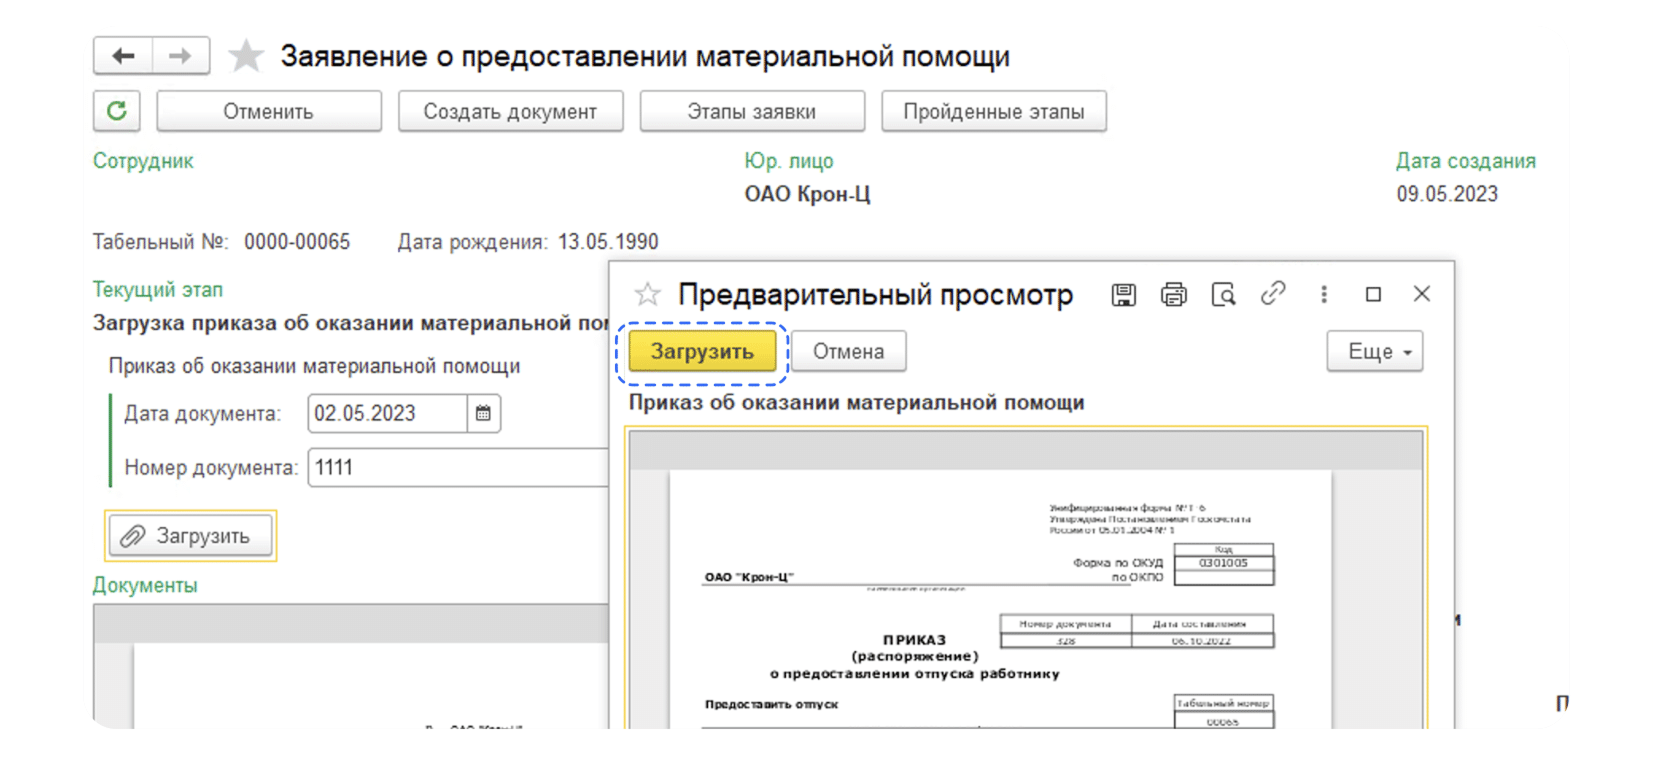 Заявление о предоставлении материальной помощи
Отменить
Создать документ
Этапы заявки
Пройденные этапы
Сотрудник
Юр. лицо
Дата создания
ОАО Крон-Ц
09.05.2023
Табельный №: 0000-00065
Дата рождения: 13.05.1990
Текущий этап
Загрузка приказа об оказании материальной
Приказ об оказании материальной помощи
Дата документа: 02.05.2023
Номер документа: 1111
Загрузить
Документы
Предварительный просмотр
Загрузить
Отмена
Еще
Приказ об оказании материальной помощи
Унифицированная форма № Т-6
Утверждена Постановлением Госкомстата
России от 05.01.2004 № 1
Код
Форма по ОКУД 0301005
по ОКПО
ОАО "Крон-Ц"
наименование организации
Номер документа
Дата составления
328
06.10.2022
ПРИКАЗ
(распоряжение)
о предоставлении отпуска работнику
Предоставить отпуск
Табельный номер
00065